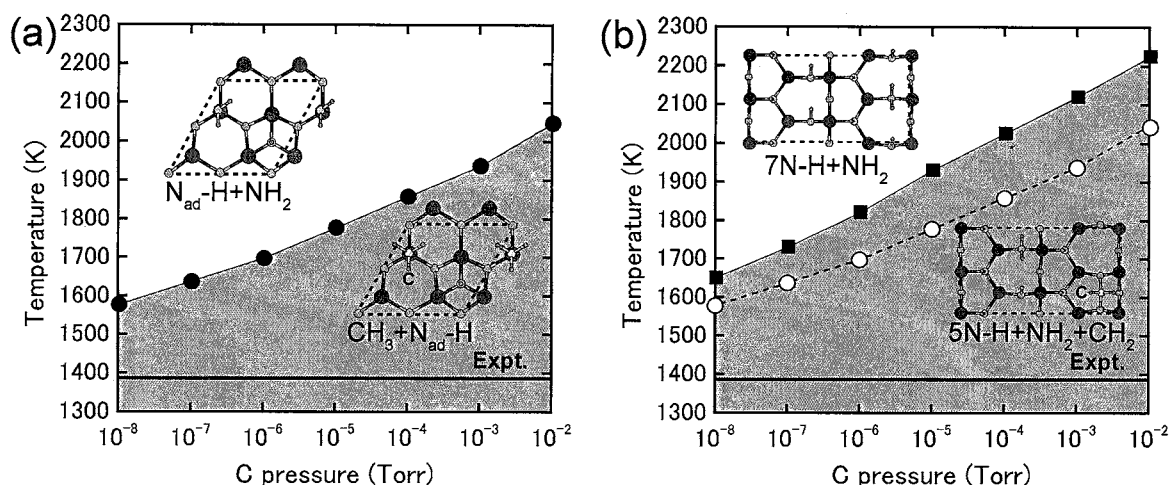 (a)
2300
2200
2100
2000
1900
1800
1700
1600
1500
1400
1300
Temperature (K)
N_ad-H+NH₂
C
CH₃+N_ad-H
Expt.
10⁻⁸ 10⁻⁷ 10⁻⁶ 10⁻⁵ 10⁻⁴ 10⁻³ 10⁻²
C pressure (Torr)
(b)
2300
2200
2100
2000
1900
1800
1700
1600
1500
1400
1300
Temperature (K)
7N-H+NH₂
C
5N-H+NH₂+CH₂
Expt.
10⁻⁸ 10⁻⁷ 10⁻⁶ 10⁻⁵ 10⁻⁴ 10⁻³ 10⁻²
C pressure (Torr)